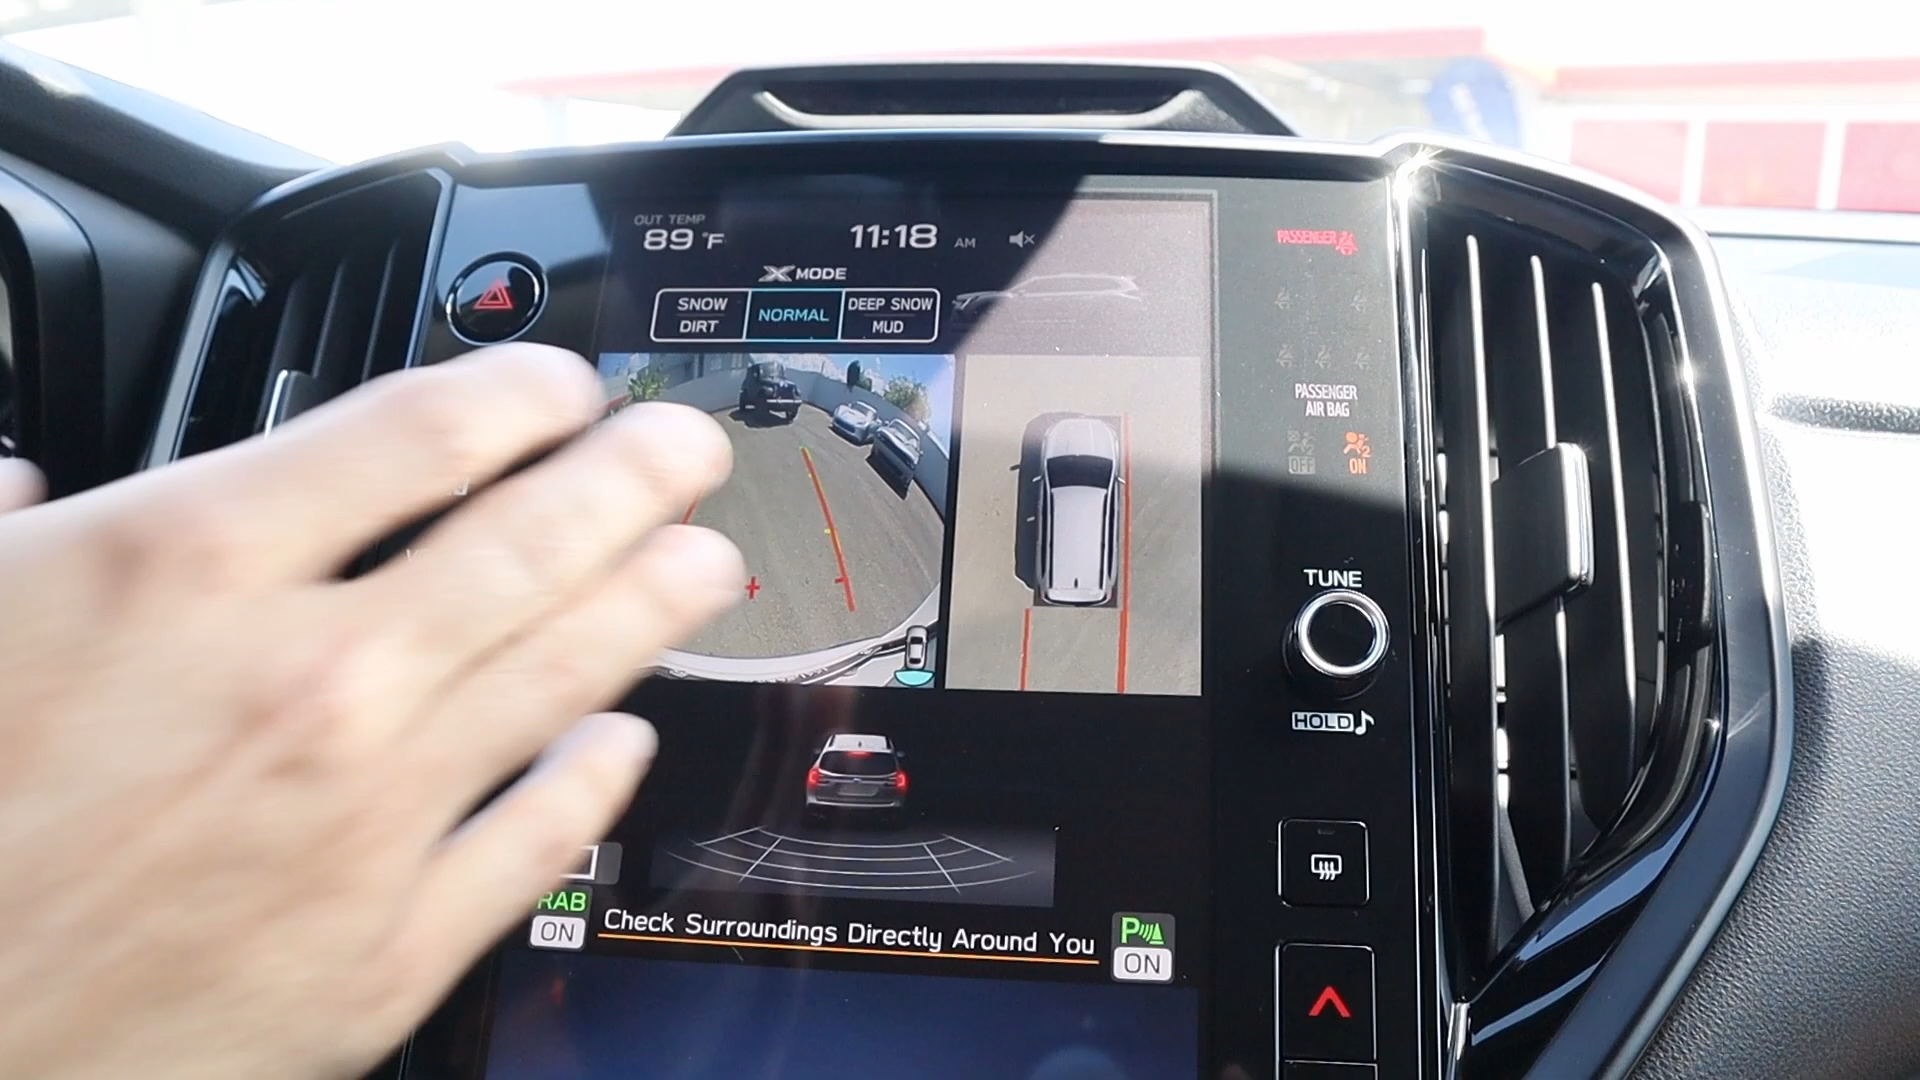 OUT TEMP
89 °F
11:18 AM
X MODE
SNOW
DIRT
NORMAL
DEEP SNOW
MUD
PASSENGER
PASSENGER
AIR BAG
OFF
2
ON
TUNE
HOLD
RAB
ON
Check Surroundings Directly Around You
P
ON